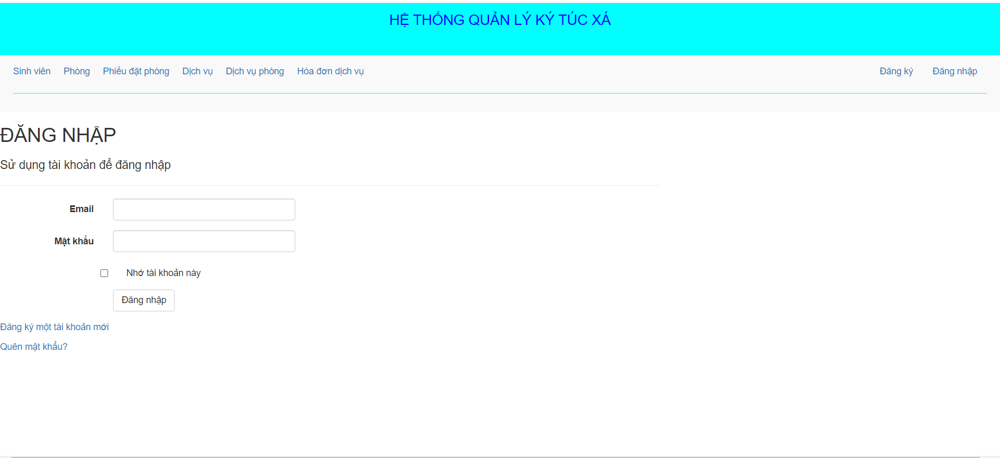 HỆ THỐNG QUẢN LÝ KÝ TÚC XÁ
Sinh viên Phòng Phiếu đặt phòng Dịch vụ Dịch vụ phòng Hóa đơn dịch vụ Đăng ký Đăng nhập
ĐĂNG NHẬP
Sử dụng tài khoản để đăng nhập
Email
Mật khẩu
Nhớ tài khoản này
Đăng nhập
Đăng ký một tài khoản mới
Quên mật khẩu?